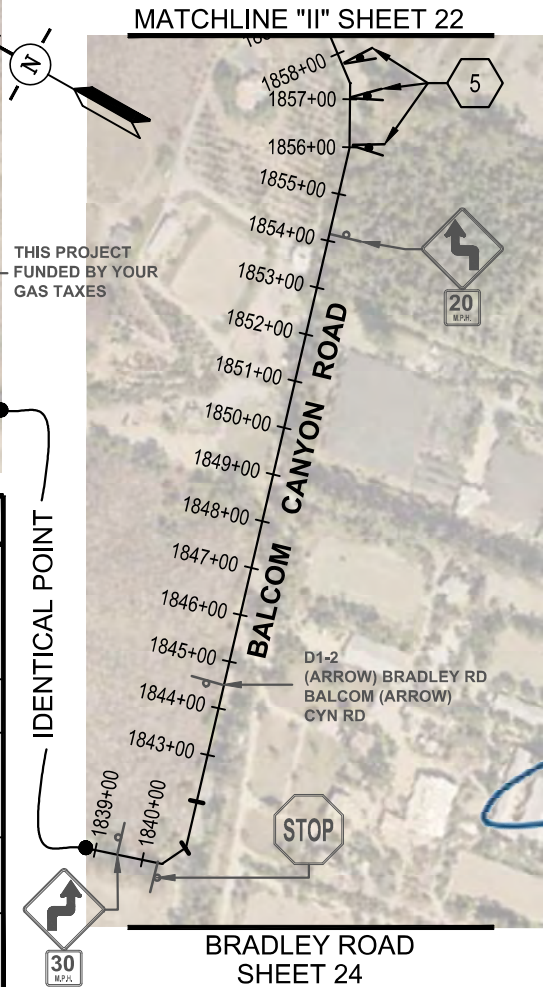 MATCHLINE "II" SHEET 22
N
1858+00
5
1857+00
1856+00
1855+00
1854+00
THIS PROJECT
FUNDED BY YOUR
GAS TAXES
20
M.P.H.
1853+00
1852+00
1851+00
1850+00
1849+00
1848+00
1847+00
1846+00
1845+00
1844+00
1843+00
BALCOM CANYON ROAD
IDENTICAL POINT
D1-2
(ARROW) BRADLEY RD
BALCOM (ARROW)
CYN RD
1839+00
1840+00
STOP
30
M.P.H.
BRADLEY ROAD
SHEET 24